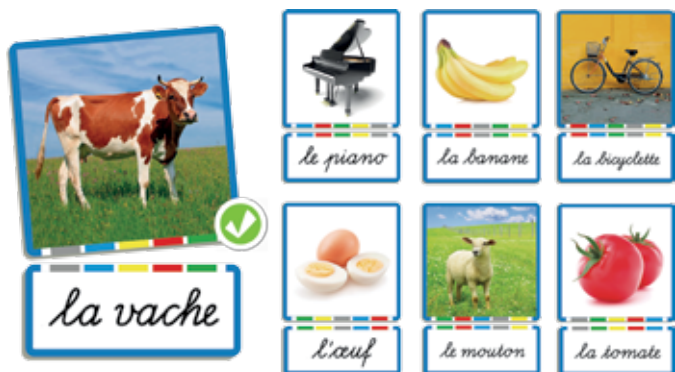 la vache
le piano
la banane
la bicyclette
l'œuf
le mouton
la tomate